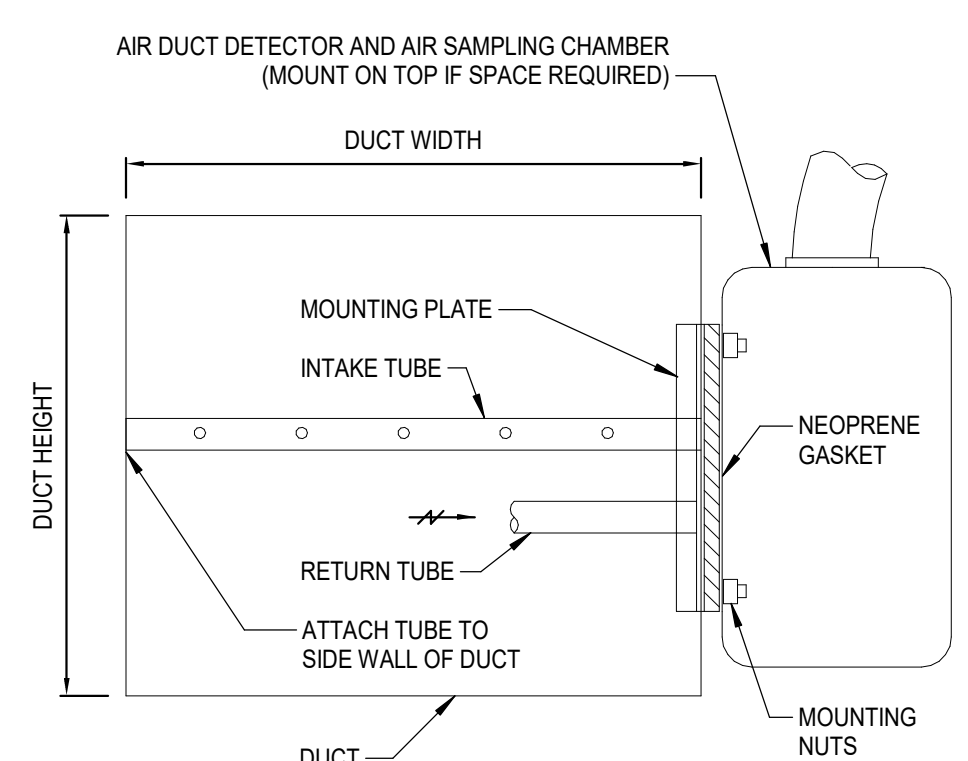 AIR DUCT DETECTOR AND AIR SAMPLING CHAMBER
(MOUNT ON TOP IF SPACE REQUIRED)
DUCT WIDTH
MOUNTING PLATE
INTAKE TUBE
DUCT HEIGHT
NEOPRENE
GASKET
RETURN TUBE
ATTACH TUBE TO
SIDE WALL OF DUCT
MOUNTING
NUTS
DUCT